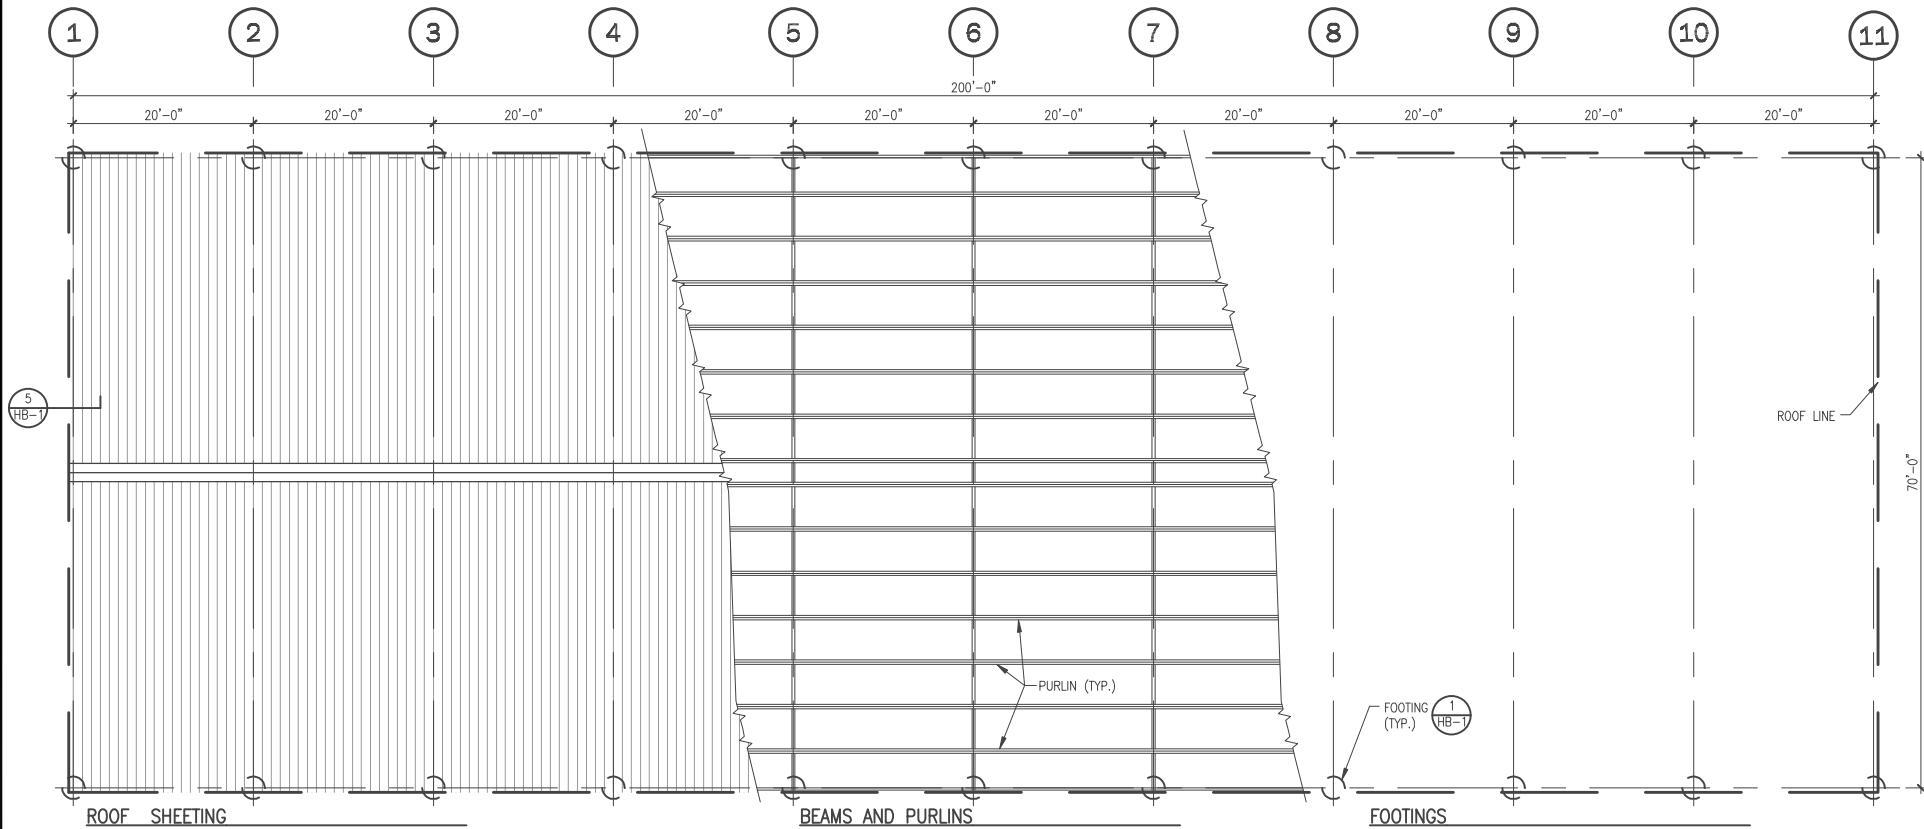 1 2 3 4 5 6 7 8 9 10 11
200'-0"
20'-0" 20'-0" 20'-0" 20'-0" 20'-0" 20'-0" 20'-0" 20'-0" 20'-0" 20'-0"
5
HB-1
ROOF LINE
70'-0"
PURLIN (TYP.)
FOOTING
(TYP.)
1
HB-1
ROOF SHEETING
BEAMS AND PURLINS
FOOTINGS